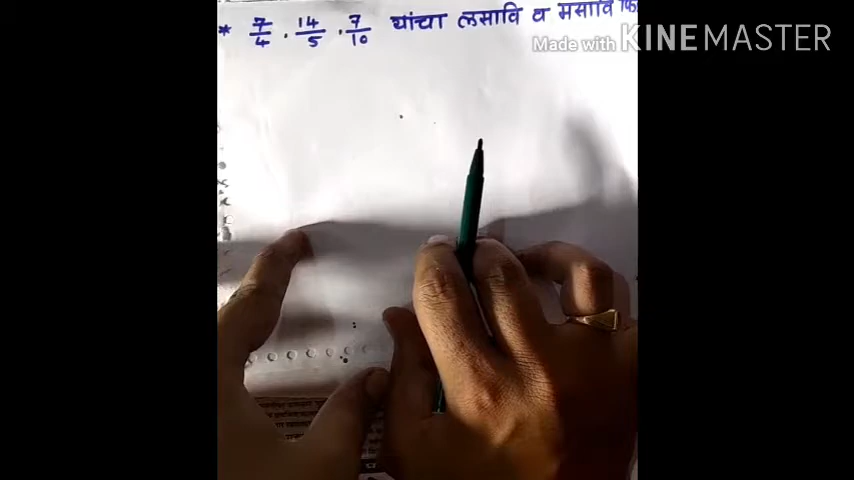 * 7/4 . 14/5 . 7/10 यांचा लसावि व मसावि
Made with KINEMASTER